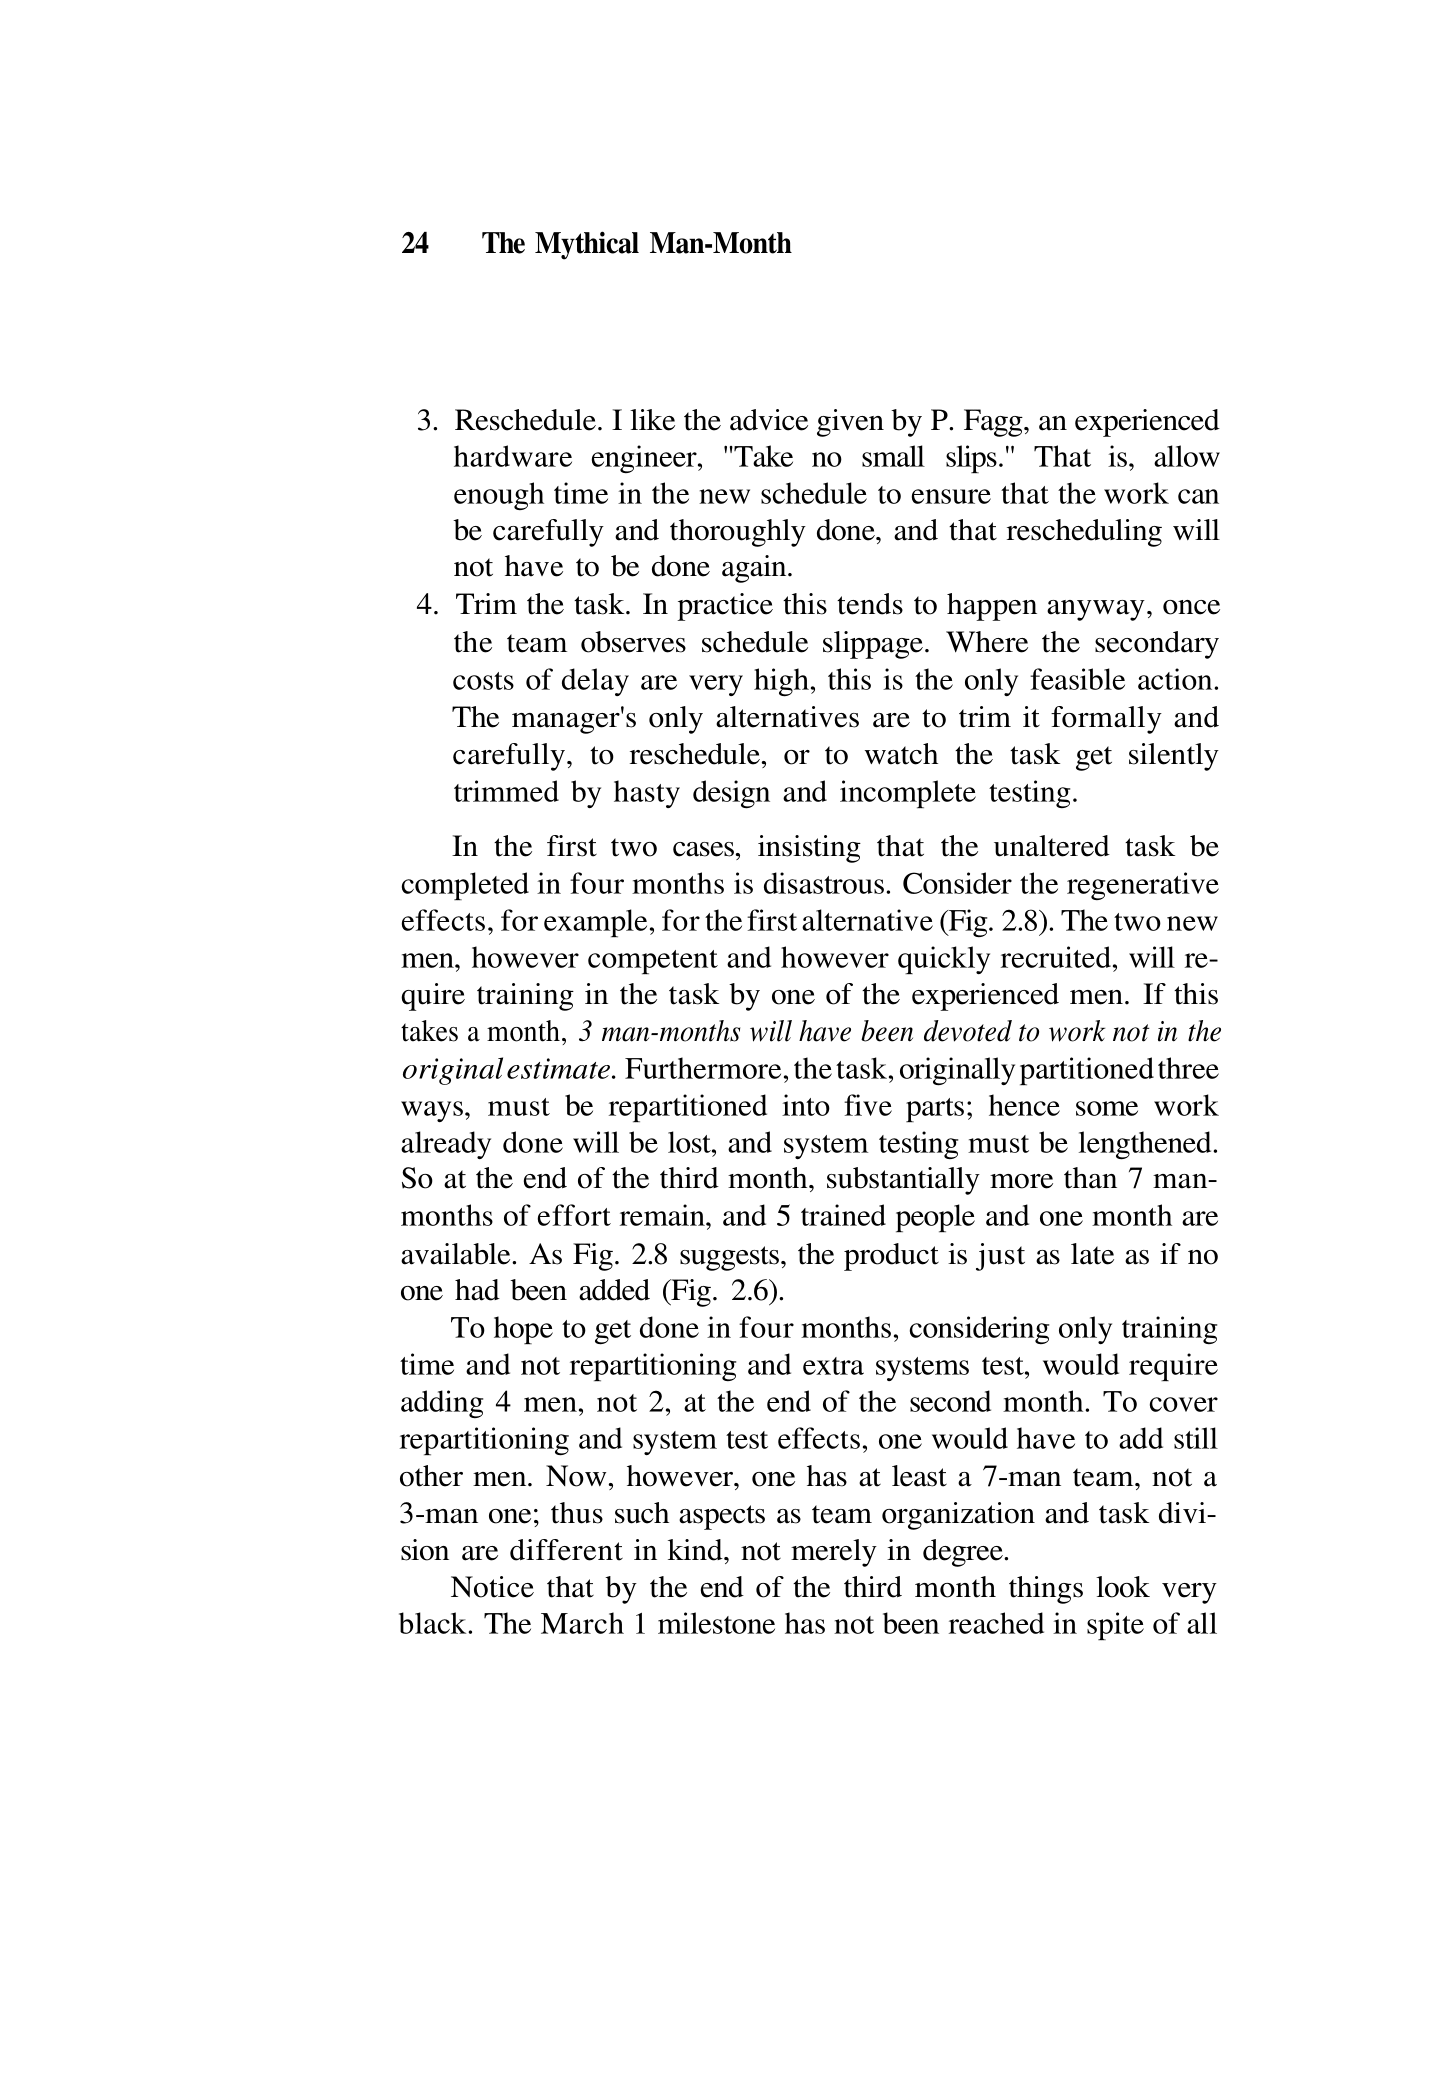 24 The Mythical Man-Month
3. Reschedule. I like the advice given by P. Fagg, an experienced
hardware engineer, "Take no small slips." That is, allow
enough time in the new schedule to ensure that the work can
be carefully and thoroughly done, and that rescheduling will
not have to be done again.
4. Trim the task. In practice this tends to happen anyway, once
the team observes schedule slippage. Where the secondary
costs of delay are very high, this is the only feasible action.
The manager's only alternatives are to trim it formally and
carefully, to reschedule, or to watch the task get silently
trimmed by hasty design and incomplete testing.
In the first two cases, insisting that the unaltered task be
completed in four months is disastrous. Consider the regenerative
effects, for example, for the first alternative (Fig. 2.8). The two new
men, however competent and however quickly recruited, will re-
quire training in the task by one of the experienced men. If this
takes a month, 3 man-months will have been devoted to work not in the
original estimate. Furthermore, the task, originally partitioned three
ways, must be repartitioned into five parts; hence some work
already done will be lost, and system testing must be lengthened.
So at the end of the third month, substantially more than 7 man-
months of effort remain, and 5 trained people and one month are
available. As Fig. 2.8 suggests, the product is just as late as if no
one had been added (Fig. 2.6).
To hope to get done in four months, considering only training
time and not repartitioning and extra systems test, would require
adding 4 men, not 2, at the end of the second month. To cover
repartitioning and system test effects, one would have to add still
other men. Now, however, one has at least a 7-man team, not a
3-man one; thus such aspects as team organization and task divi-
sion are different in kind, not merely in degree.
Notice that by the end of the third month things look very
black. The March 1 milestone has not been reached in spite of all